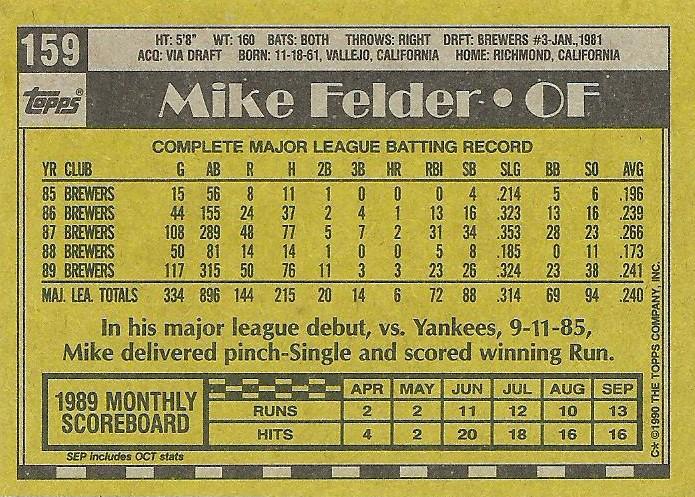 159
HT: 5'8" WT: 160 BATS: BOTH THROWS: RIGHT DRFT: BREWERS #3-JAN., 1981
ACQ: VIA DRAFT BORN: 11-18-61, VALLEJO, CALIFORNIA HOME: RICHMOND, CALIFORNIA
topps®
Mike Felder • OF
COMPLETE MAJOR LEAGUE BATTING RECORD
YR CLUB G AB R H 2B 3B HR RBI SB SLG BB SO AVG
85 BREWERS 15 56 8 11 1 0 0 0 4 .214 5 6 .196
86 BREWERS 44 155 24 37 2 4 1 13 16 .323 13 16 .239
87 BREWERS 108 289 48 77 5 7 2 31 34 .353 28 23 .266
88 BREWERS 50 81 14 14 1 0 0 5 8 .185 0 11 .173
89 BREWERS 117 315 50 76 11 3 3 23 26 .324 23 38 .241
MAJ. LEA. TOTALS 334 896 144 215 20 14 6 72 88 .314 69 94 .240
In his major league debut, vs. Yankees, 9-11-85,
Mike delivered pinch-Single and scored winning Run.
1989 MONTHLY
SCOREBOARD
APR MAY JUN JUL AUG SEP
RUNS 2 2 11 12 10 13
HITS 4 2 20 18 16 16
SEP includes OCT stats
C* ©1990 THE TOPPS COMPANY, INC.